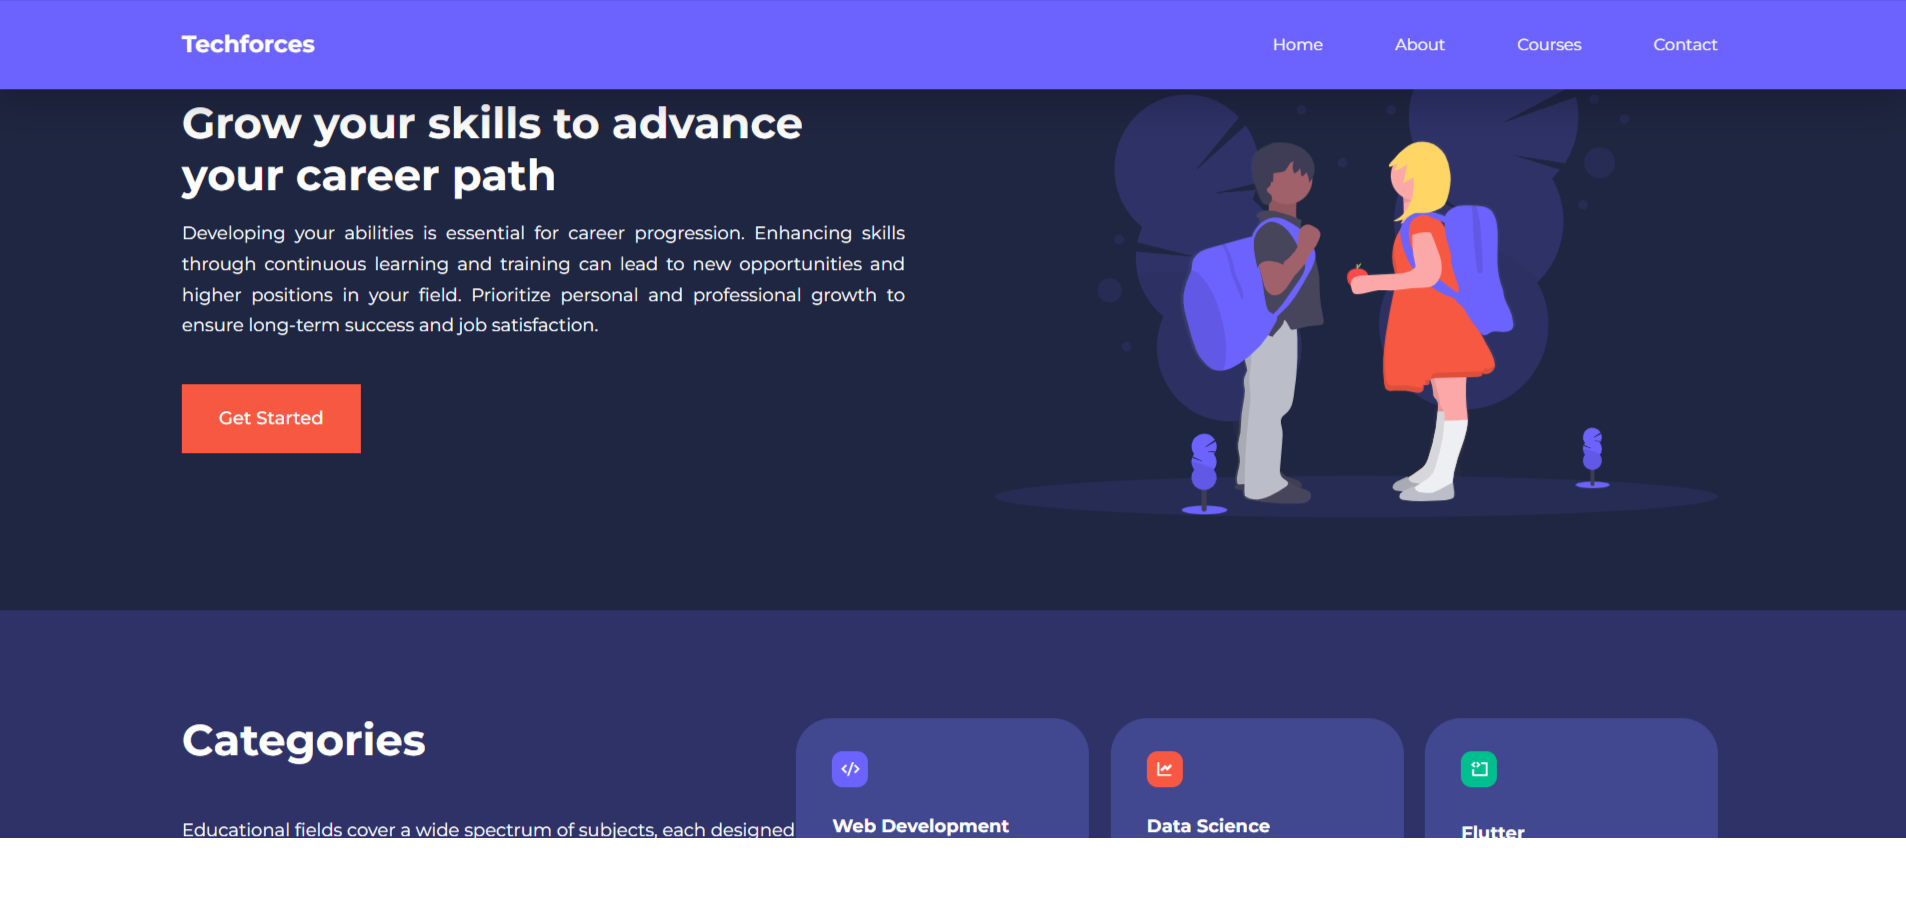 Techforces
Home
About
Courses
Contact
Grow your skills to advance
your career path
Developing your abilities is essential for career progression. Enhancing skills
through continuous learning and training can lead to new opportunities and
higher positions in your field. Prioritize personal and professional growth to
ensure long-term success and job satisfaction.
Get Started
Categories
Educational fields cover a wide spectrum of subjects, each designed
Web Development
Data Science
Flutter